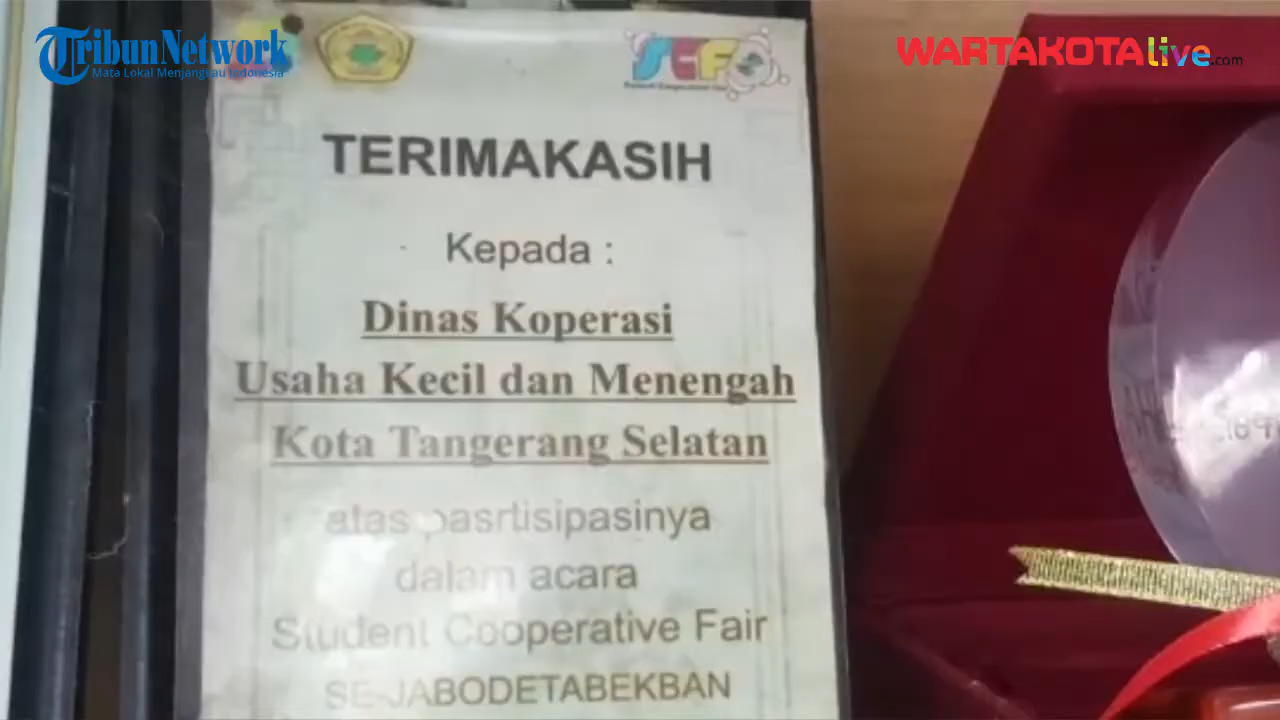 TribunNetwork
Mata Lokal Menjangkau Indonesia
WARTAKOTAlive.com
SCF
TERIMAKASIH
Kepada :
Dinas Koperasi
Usaha Kecil dan Menengah
Kota Tangerang Selatan
atas pasrtisipasinya
dalam acara
Student Cooperative Fair
SE-JABODETABEKBAN